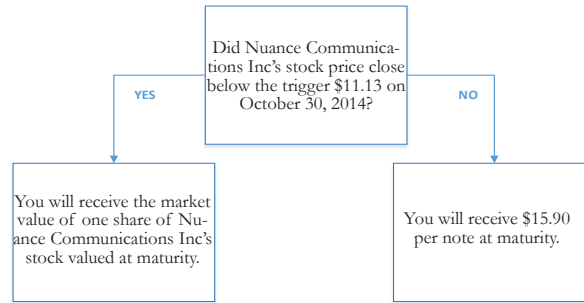 Did Nuance Communica-
tions Inc's stock price close
below the trigger $11.13 on
October 30, 2014?
YES
NO
You will receive the market
value of one share of Nu-
ance Communications Inc's
stock valued at maturity.
You will receive $15.90
per note at maturity.